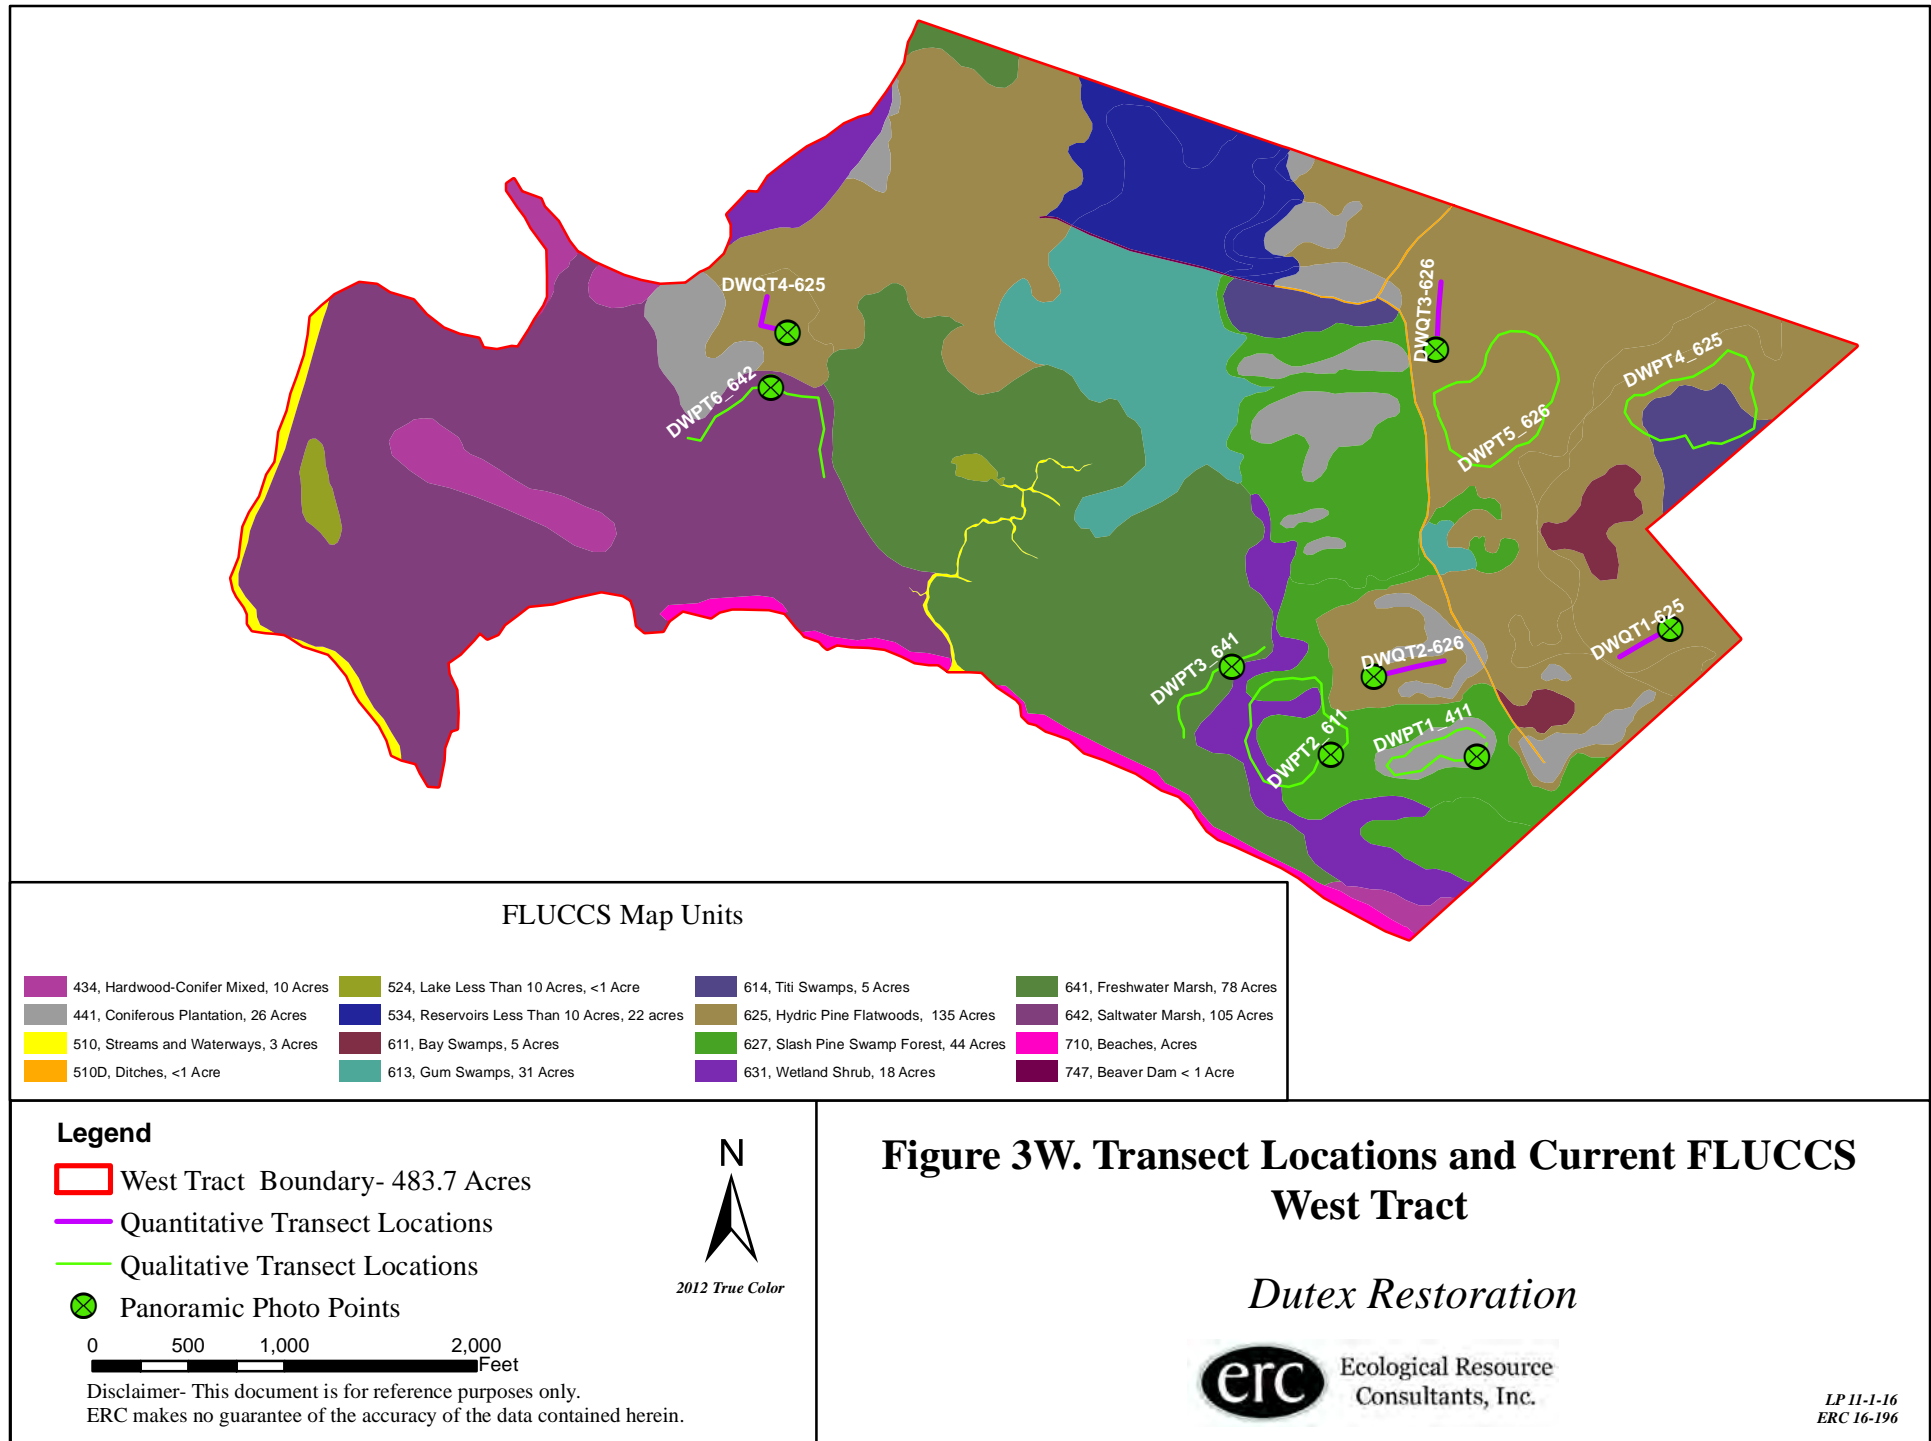 DWQT4-625
DWPT6_642
DWQT3-626
DWPT5_626
DWPT4_625
DWQT1-625
DWPT3_641
DWQT2-626
DWPT2_611
DWPT1_411
FLUCCS Map Units
434, Hardwood-Conifer Mixed, 10 Acres
441, Coniferous Plantation, 26 Acres
510, Streams and Waterways, 3 Acres
510D, Ditches, <1 Acre
524, Lake Less Than 10 Acres, <1 Acre
534, Reservoirs Less Than 10 Acres, 22 acres
611, Bay Swamps, 5 Acres
613, Gum Swamps, 31 Acres
614, Titi Swamps, 5 Acres
625, Hydric Pine Flatwoods, 135 Acres
627, Slash Pine Swamp Forest, 44 Acres
631, Wetland Shrub, 18 Acres
641, Freshwater Marsh, 78 Acres
642, Saltwater Marsh, 105 Acres
710, Beaches, Acres
747, Beaver Dam < 1 Acre
Legend
West Tract Boundary- 483.7 Acres
Quantitative Transect Locations
Qualitative Transect Locations
Panoramic Photo Points
0 500 1,000 2,000
Feet
Disclaimer- This document is for reference purposes only.
ERC makes no guarantee of the accuracy of the data contained herein.
N
2012 True Color
Figure 3W. Transect Locations and Current FLUCCS
West Tract
Dutex Restoration
erc
Ecological Resource
Consultants, Inc.
LP 11-1-16
ERC 16-196